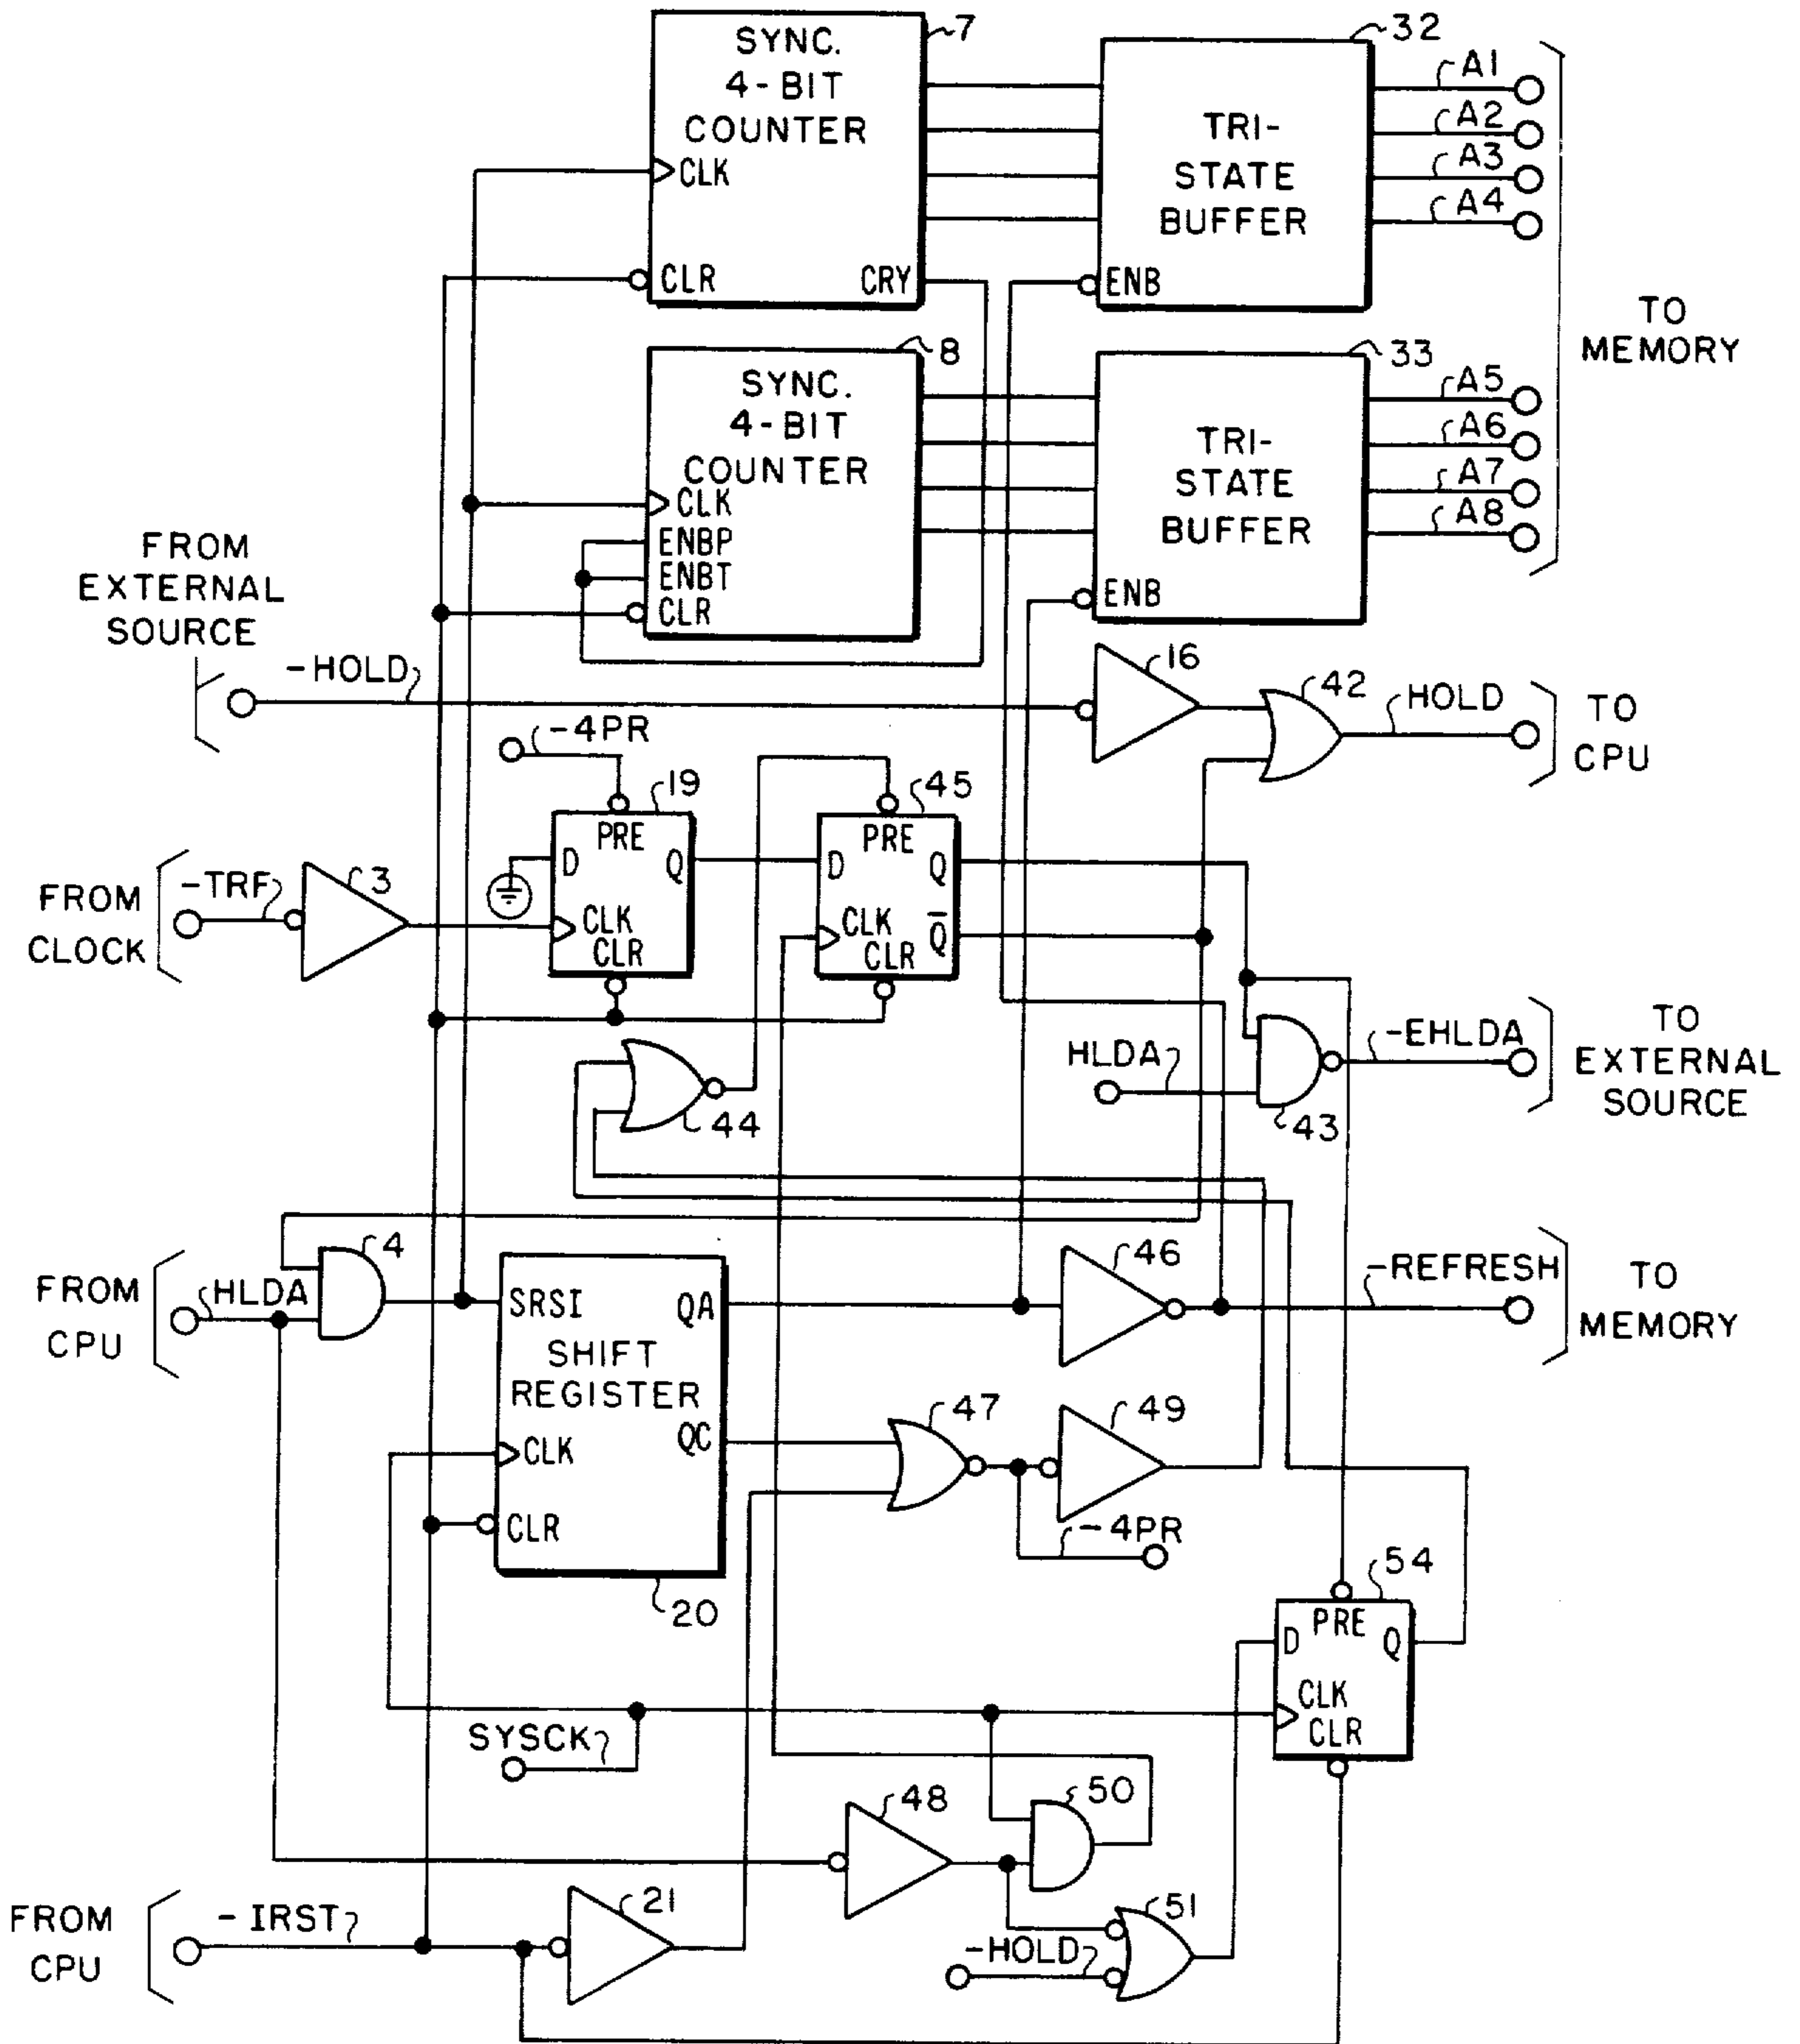 SYNC.
4-BIT
COUNTER
CLK
CLR
CRY
7
TRI-
STATE
BUFFER
ENB
32
A1
A2
A3
A4
TO
MEMORY
SYNC.
4-BIT
COUNTER
CLK
ENBP
ENBT
CLR
8
TRI-
STATE
BUFFER
ENB
33
A5
A6
A7
A8
FROM
EXTERNAL
SOURCE
-HOLD
16
42
HOLD
TO
CPU
-4PR
19
PRE
D
Q
CLK
CLR
45
PRE
D
Q
CLK
Q̅
CLR
FROM
CLOCK
-TRF
3
44
HLDA
43
-EHLDA
TO
EXTERNAL
SOURCE
FROM
CPU
HLDA
4
SRSI
QA
SHIFT
REGISTER
QC
CLK
CLR
20
46
-REFRESH
TO
MEMORY
47
49
-4PR
54
PRE
D
Q
CLK
CLR
SYSCK
48
50
51
-HOLD
FROM
CPU
-IRST
21